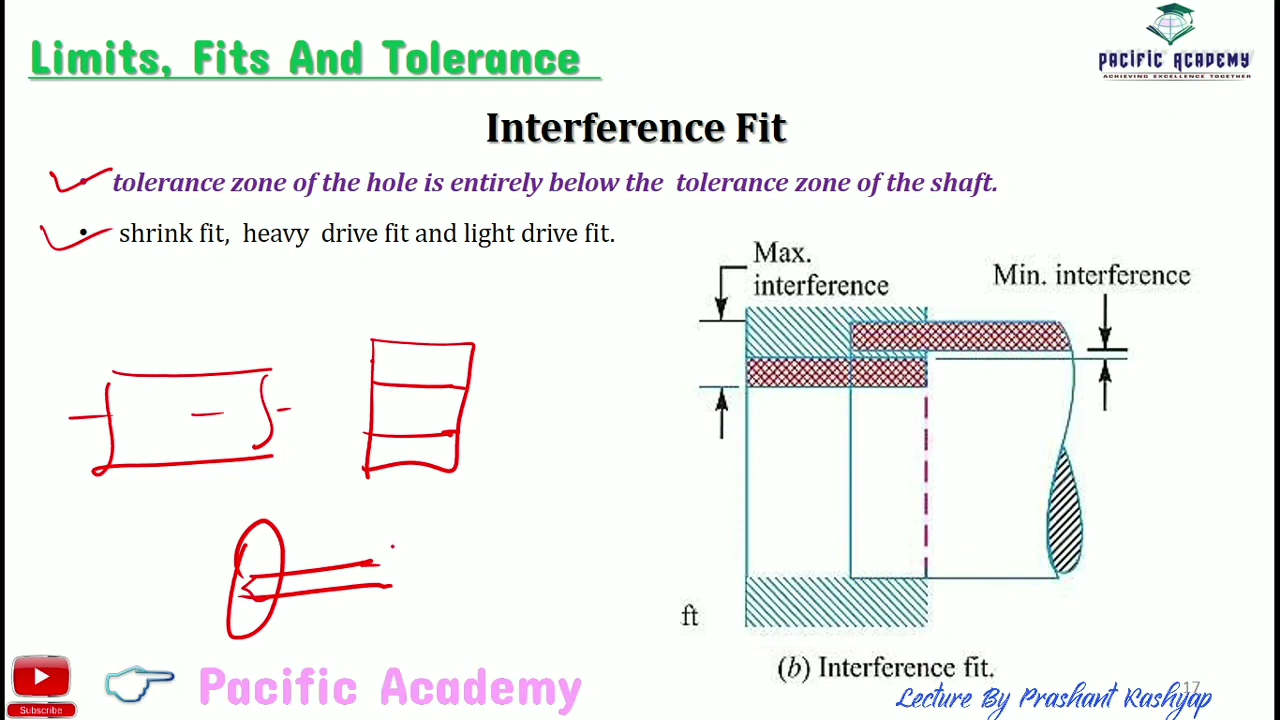 Limits, Fits And Tolerance
PACIFIC ACADEMY
ACHIEVING EXCELLENCE TOGETHER
Interference Fit
• tolerance zone of the hole is entirely below the tolerance zone of the shaft.
• shrink fit, heavy drive fit and light drive fit.
Max.
interference
Min. interference
ft
(b) Interference fit.
17
Subscribe
Pacific Academy
Lecture By Prashant Kashyap